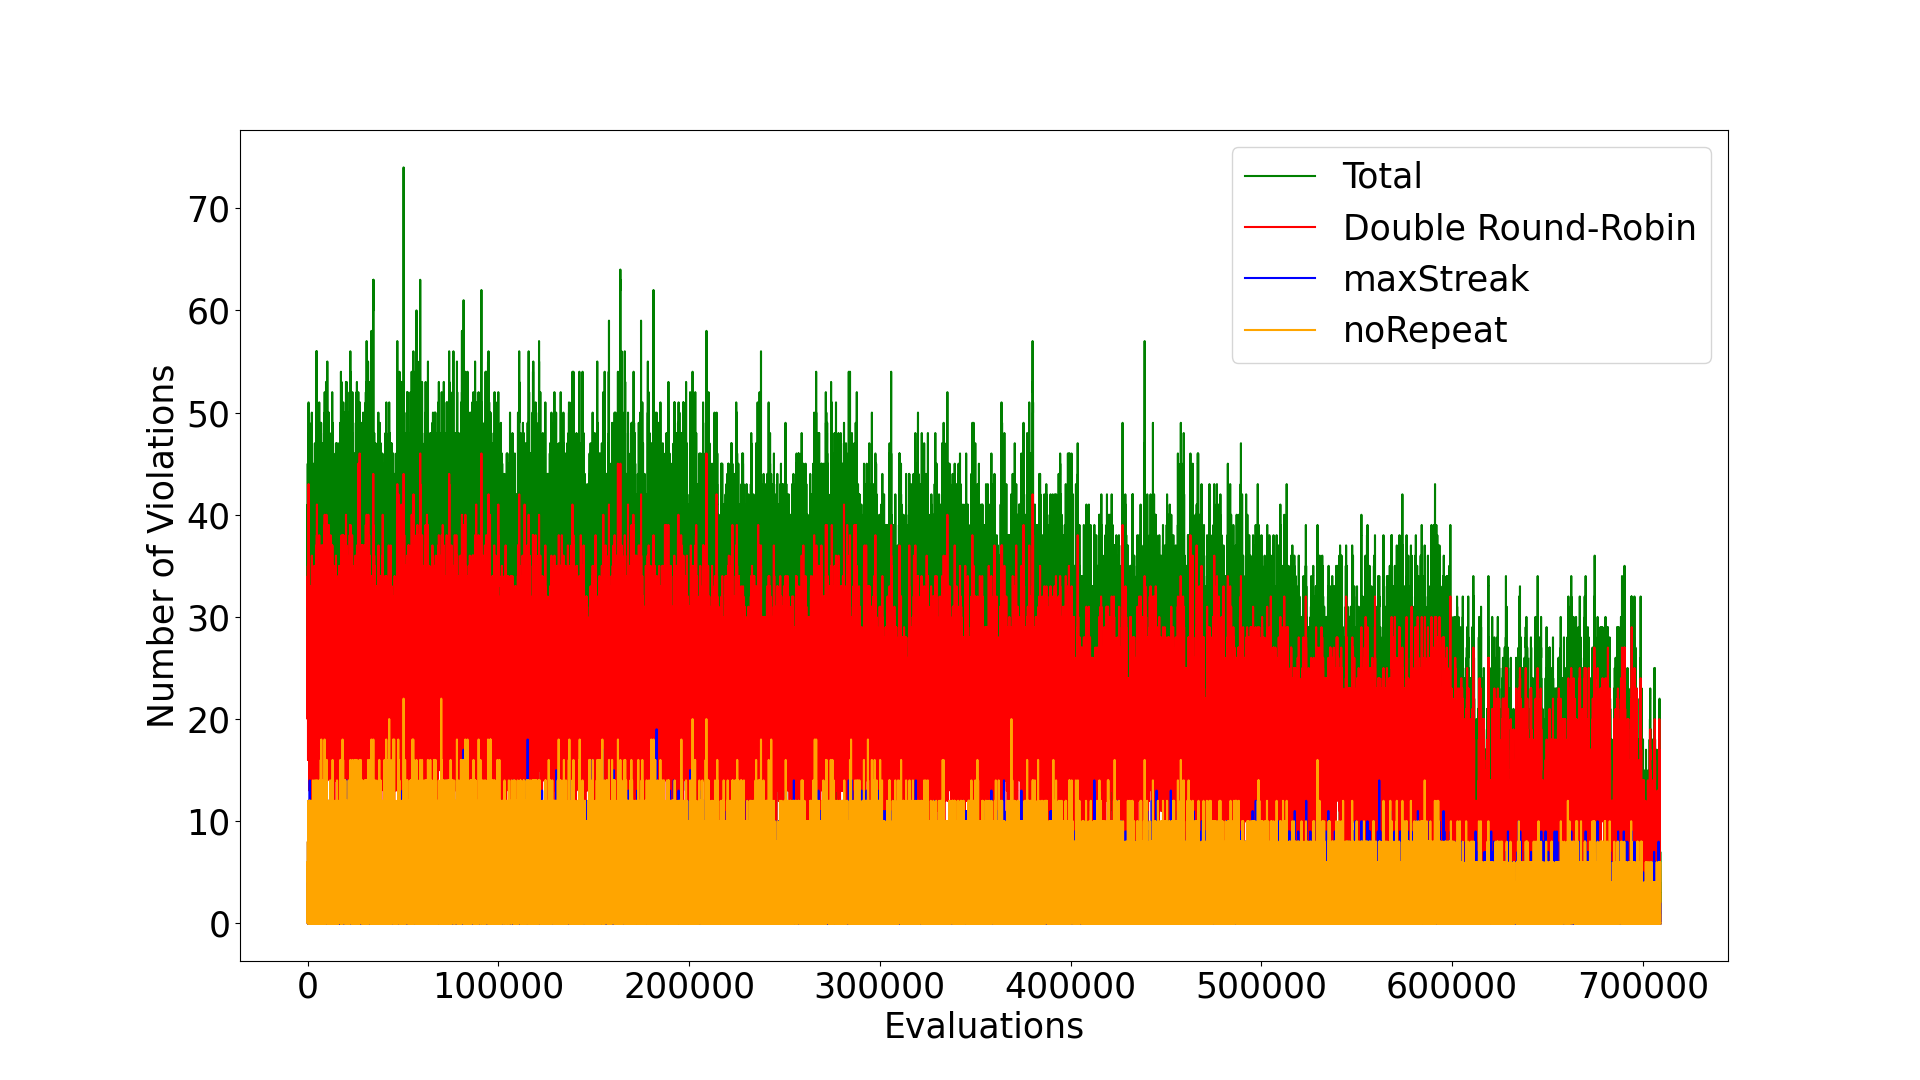 Number of Violations
70
60
50
40
30
20
10
0
Total
Double Round-Robin
maxStreak
noRepeat
0 100000 200000 300000 400000 500000 600000 700000
Evaluations